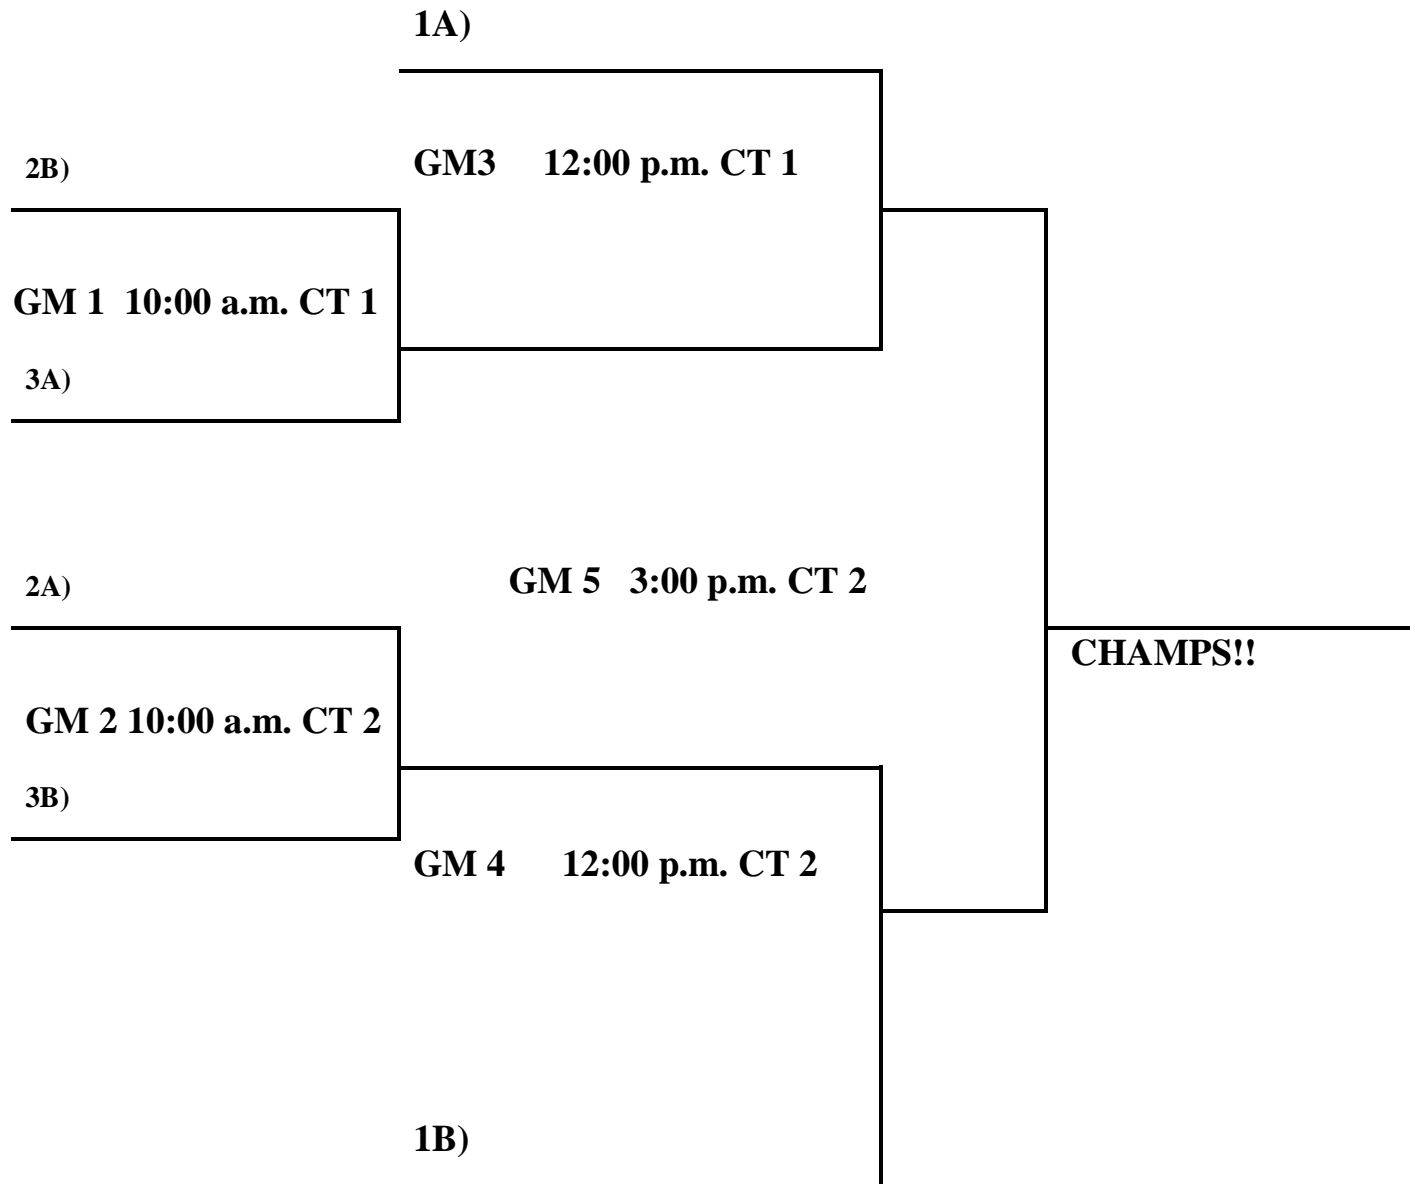 1A)
2B)
GM3 12:00 p.m. CT 1
GM 1 10:00 a.m. CT 1
3A)
2A)
GM 5 3:00 p.m. CT 2
CHAMPS!!
GM 2 10:00 a.m. CT 2
3B)
GM 4 12:00 p.m. CT 2
1B)